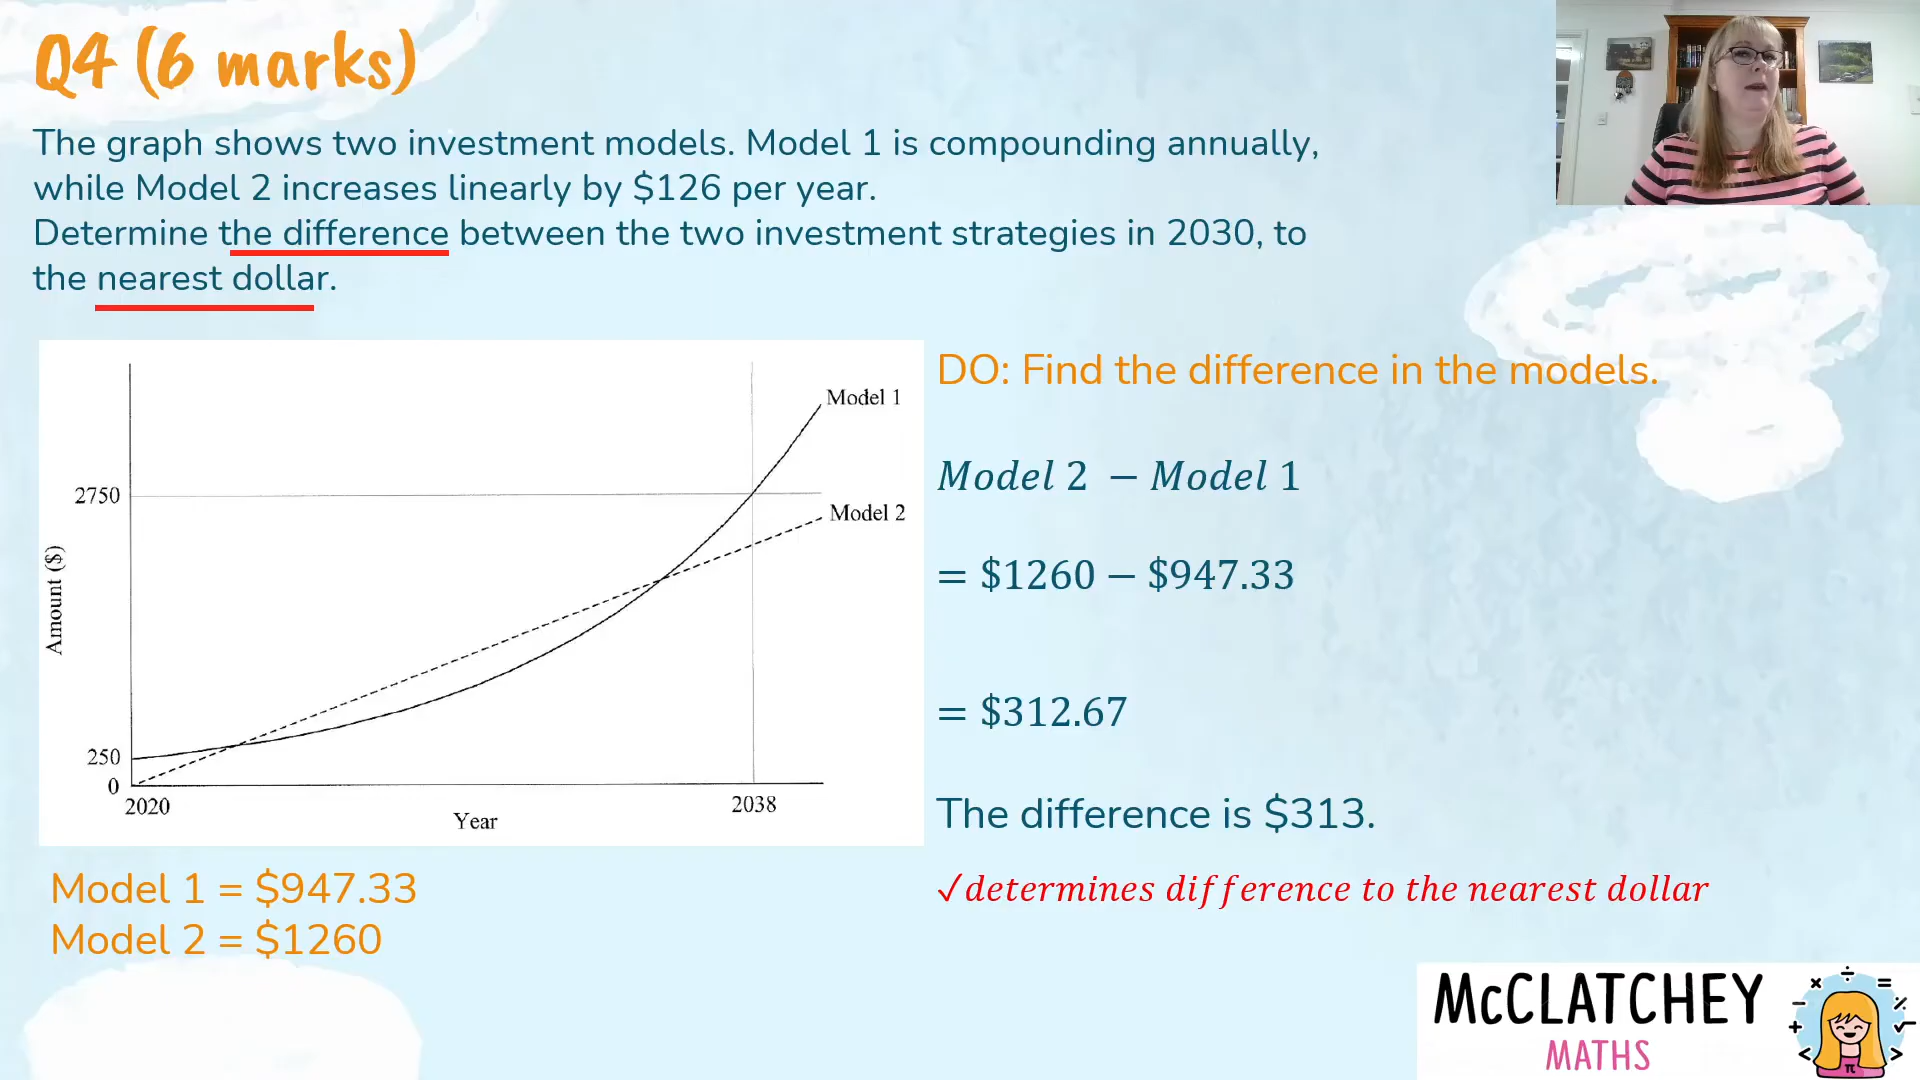 Q4 (6 marks)
The graph shows two investment models. Model 1 is compounding annually,
while Model 2 increases linearly by $126 per year.
Determine the difference between the two investment strategies in 2030, to
the nearest dollar.
DO: Find the difference in the models.
Model 2 − Model 1
= $1260 − $947.33
= $312.67
The difference is $313.
✓determines difference to the nearest dollar
Model 1
2750
Model 2
Amount ($)
250
0
2020
2038
Year
Model 1 = $947.33
Model 2 = $1260
McCLATCHEY
MATHS
× ÷ =
− %
+ √
< π >